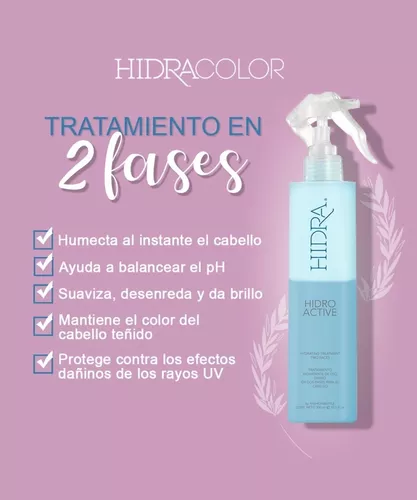 HIDRACOLOR
TRATAMIENTO EN
2 fases
Humecta al instante el cabello
Ayuda a balancear el pH
Suaviza, desenreda y da brillo
Mantiene el color del
cabello teñido
Protege contra los efectos
dañinos de los rayos UV
HIDRA
HIDRO
ACTIVE